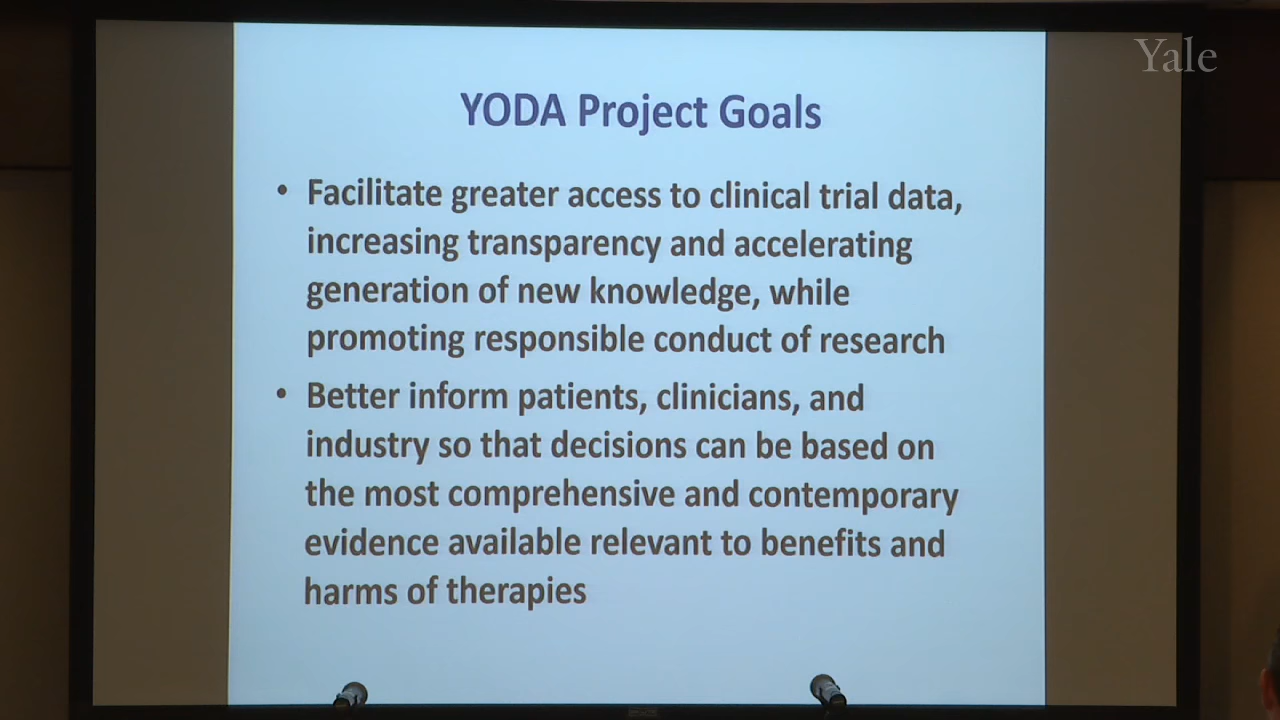 Yale
YODA Project Goals
• Facilitate greater access to clinical trial data,
increasing transparency and accelerating
generation of new knowledge, while
promoting responsible conduct of research
• Better inform patients, clinicians, and
industry so that decisions can be based on
the most comprehensive and contemporary
evidence available relevant to benefits and
harms of therapies